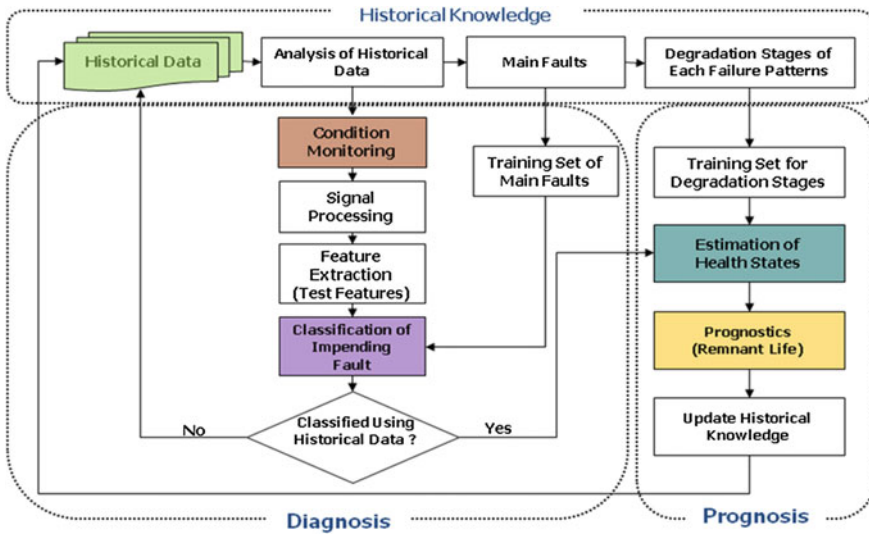 Historical Knowledge
Historical Data
Analysis of Historical
Data
Main Faults
Degradation Stages of
Each Failure Patterns
Condition
Monitoring
Training Set of
Main Faults
Training Set for
Degradation Stages
Signal
Processing
Feature
Extraction
(Test Features)
Estimation of
Health States
Classification of
Impending
Fault
Prognostics
(Remnant Life)
Classified Using
Historical Data ?
No
Yes
Update Historical
Knowledge
Diagnosis
Prognosis